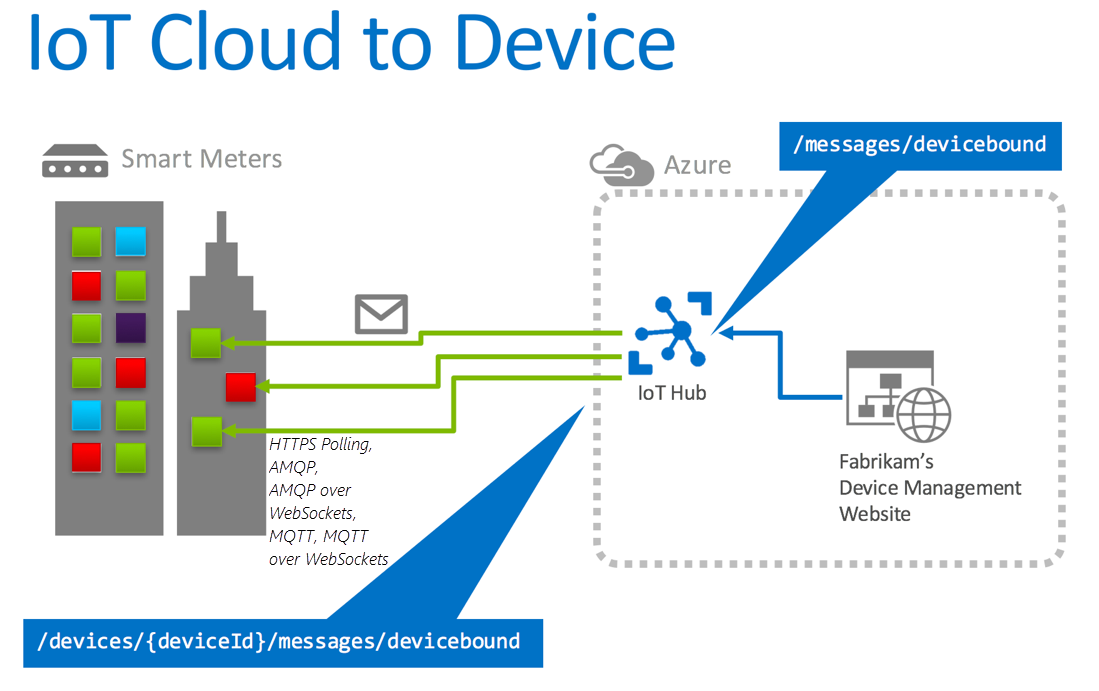 IoT Cloud to Device
/messages/devicebound
Smart Meters
Azure
IoT Hub
HTTPS Polling,
AMQP,
AMQP over
WebSockets,
MQTT, MQTT
over WebSockets
Fabrikam's
Device Management
Website
/devices/{deviceId}/messages/devicebound